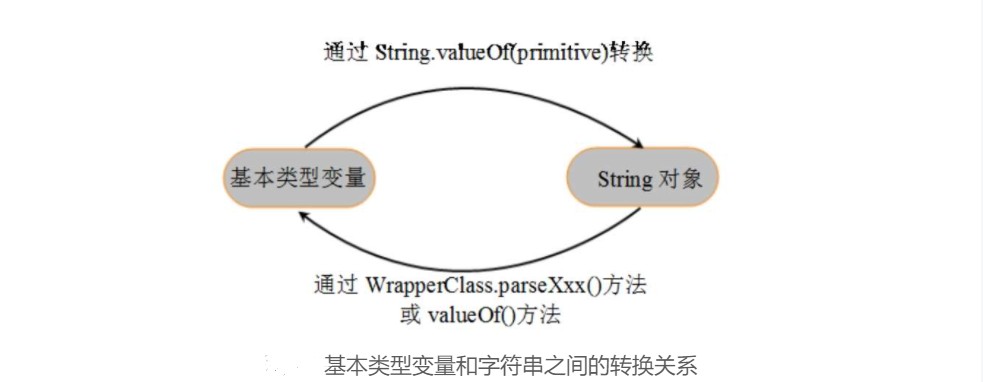 通过 String.valueOf(primitive)转换
基本类型变量
String 对象
通过 WrapperClass.parseXxx()方法
或 valueOf()方法
基本类型变量和字符串之间的转换关系